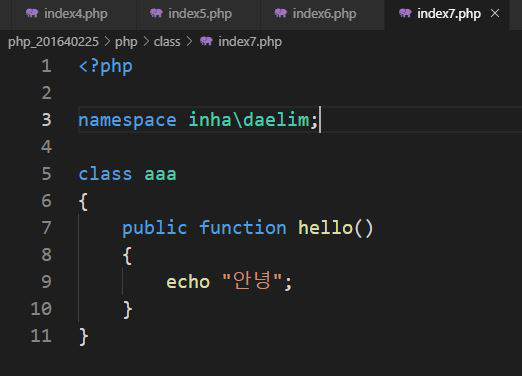 index4.php index5.php index6.php index7.php ×
php_201640225 > php > class > index7.php
1 <?php
2
3 namespace inha\daelim;
4
5 class aaa
6 {
7 public function hello()
8 {
9 echo "안녕";
10 }
11 }